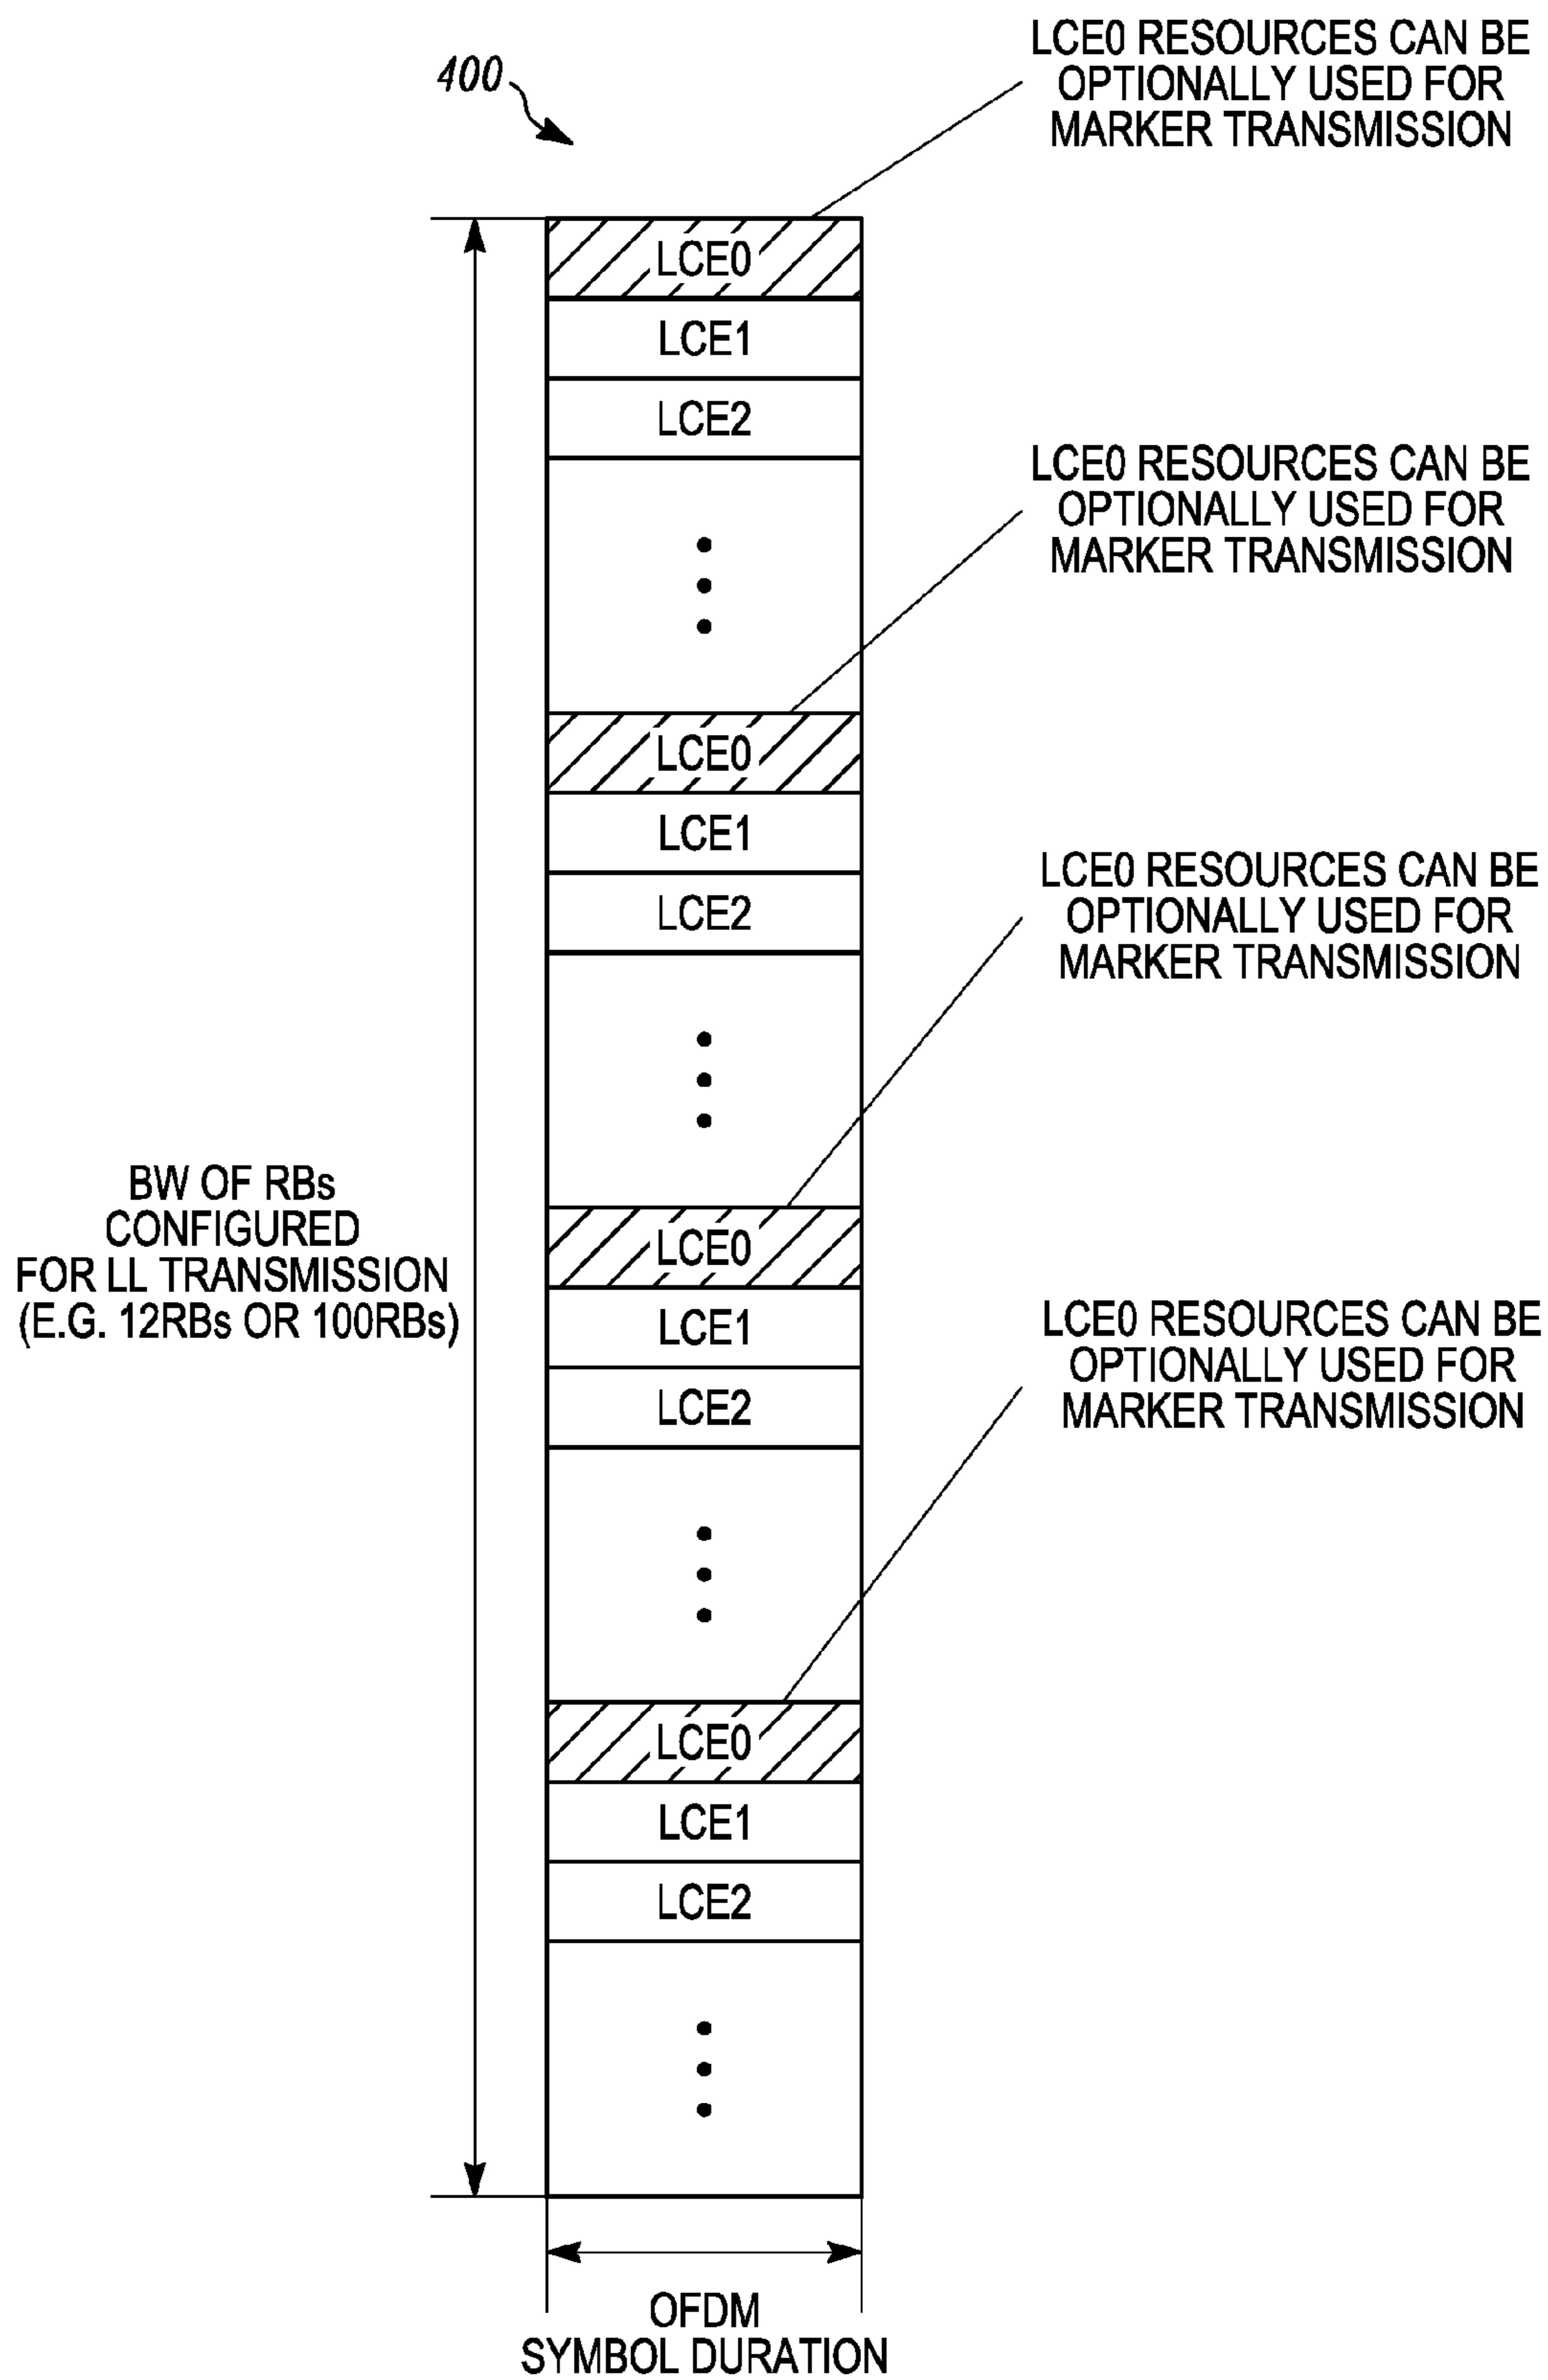 400
LCE0 RESOURCES CAN BE
OPTIONALLY USED FOR
MARKER TRANSMISSION
LCE0
LCE1
LCE2
LCE0 RESOURCES CAN BE
OPTIONALLY USED FOR
MARKER TRANSMISSION
LCE0
LCE1
LCE2
LCE0 RESOURCES CAN BE
OPTIONALLY USED FOR
MARKER TRANSMISSION
BW OF RBs
CONFIGURED
FOR LL TRANSMISSION
(E.G. 12RBs OR 100RBs)
LCE0
LCE1
LCE2
LCE0 RESOURCES CAN BE
OPTIONALLY USED FOR
MARKER TRANSMISSION
LCE0
LCE1
LCE2
OFDM
SYMBOL DURATION